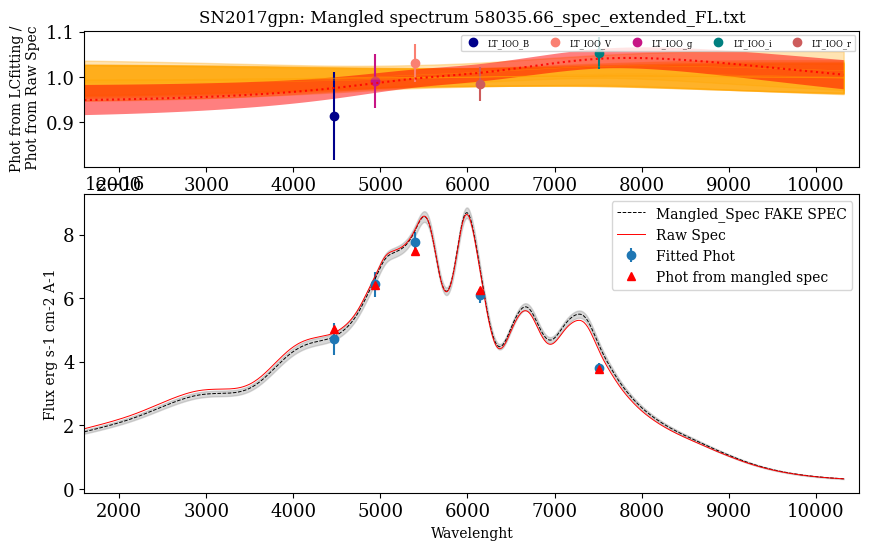 SN2017gpn: Mangled spectrum 58035.66_spec_extended_FL.txt
Phot from LCfitting /
Phot from Raw Spec
1.1
1.0
0.9
LT_IOO_B LT_IOO_V LT_IOO_g LT_IOO_i LT_IOO_r
2000 3000 4000 5000 6000 7000 8000 9000 10000
1e−16
Flux erg s-1 cm-2 A-1
8
6
4
2
0
Mangled_Spec FAKE SPEC
Raw Spec
Fitted Phot
Phot from mangled spec
2000 3000 4000 5000 6000 7000 8000 9000 10000
Wavelenght